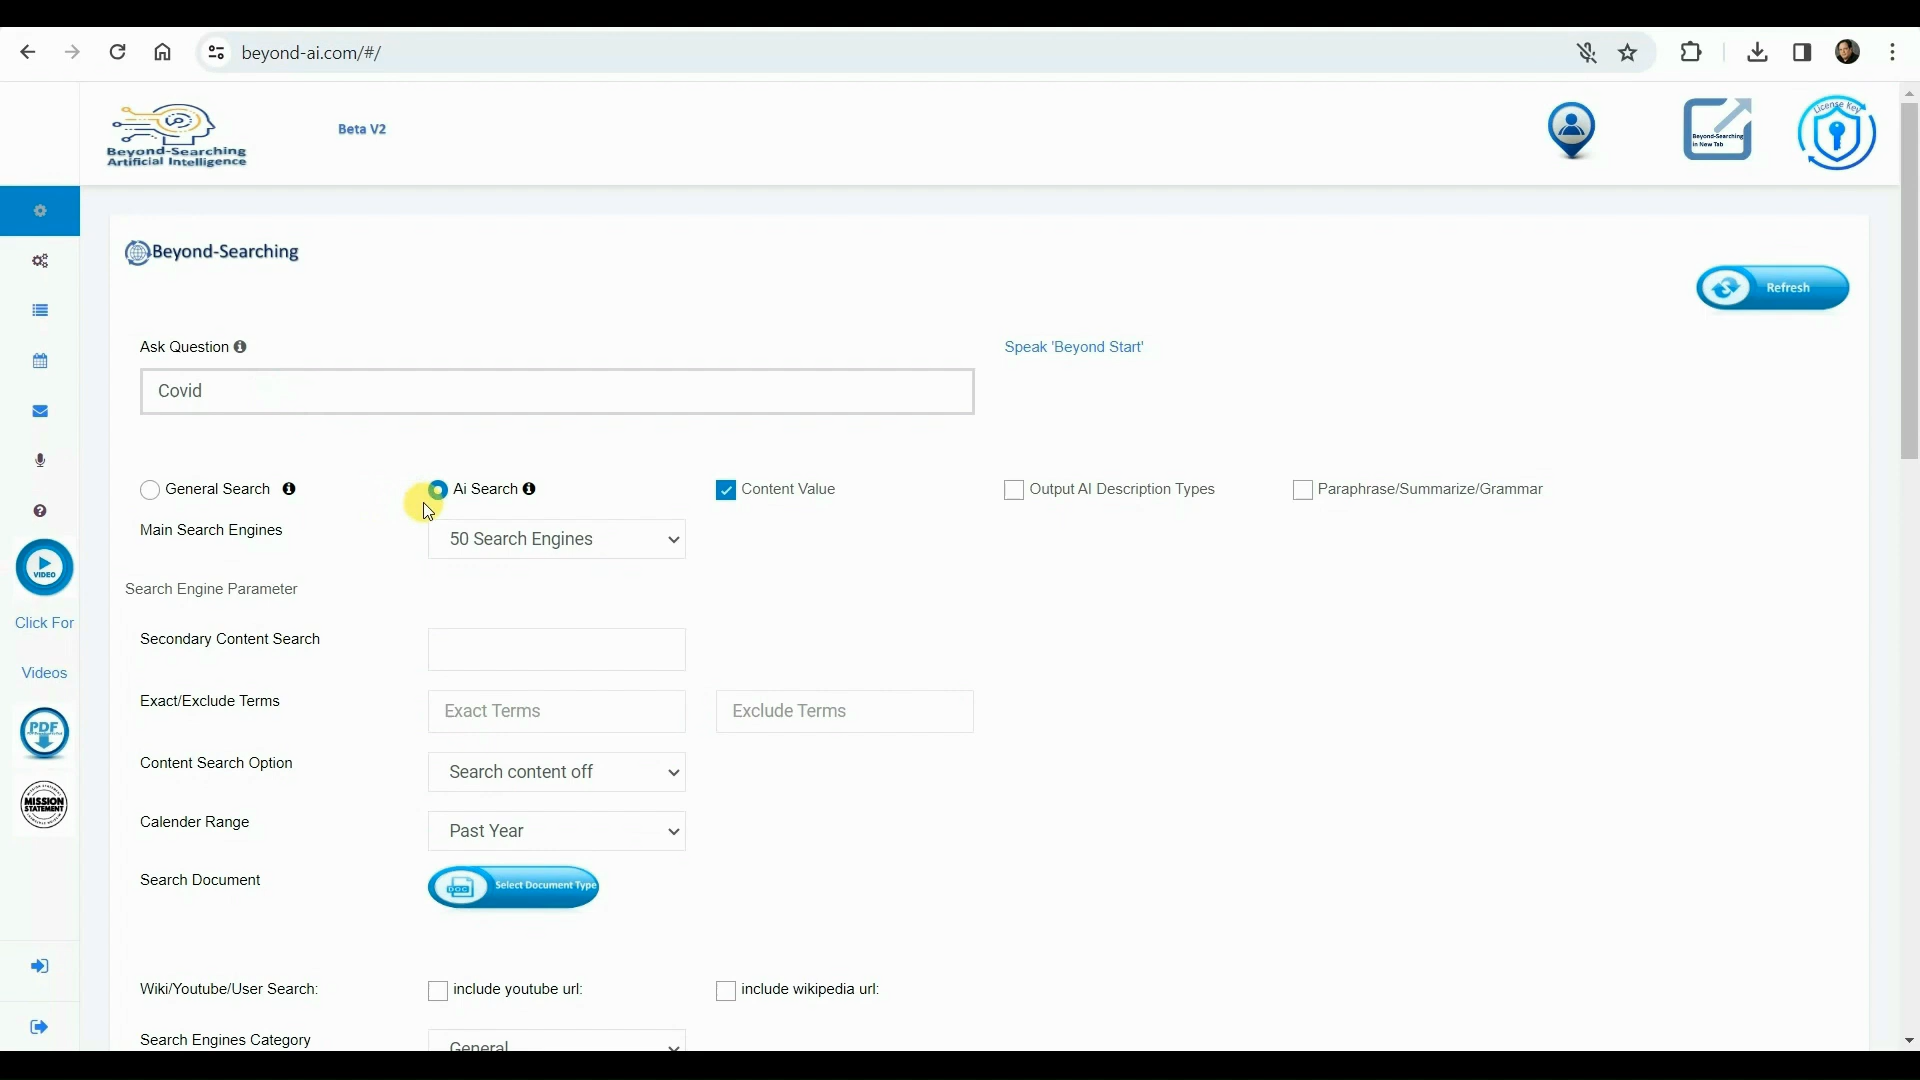 beyond-ai.com/#/
Beyond-Searching
Artificial Intelligence
Beta V2
Beyond-Searching
in New Tab
License Key
Beyond-Searching
Refresh
Ask Question
Speak 'Beyond Start'
Covid
General Search
Ai Search
Content Value
Output AI Description Types
Paraphrase/Summarize/Grammar
Main Search Engines
50 Search Engines
VIDEO
Search Engine Parameter
Click For
Videos
Secondary Content Search
Exact/Exclude Terms
Exact Terms
Exclude Terms
PDF
Content Search Option
Search content off
MISSION
STATEMENT
Calender Range
Past Year
Search Document
DOC
Select Document Type
Wiki/Youtube/User Search:
include youtube url:
include wikipedia url:
Search Engines Category
General